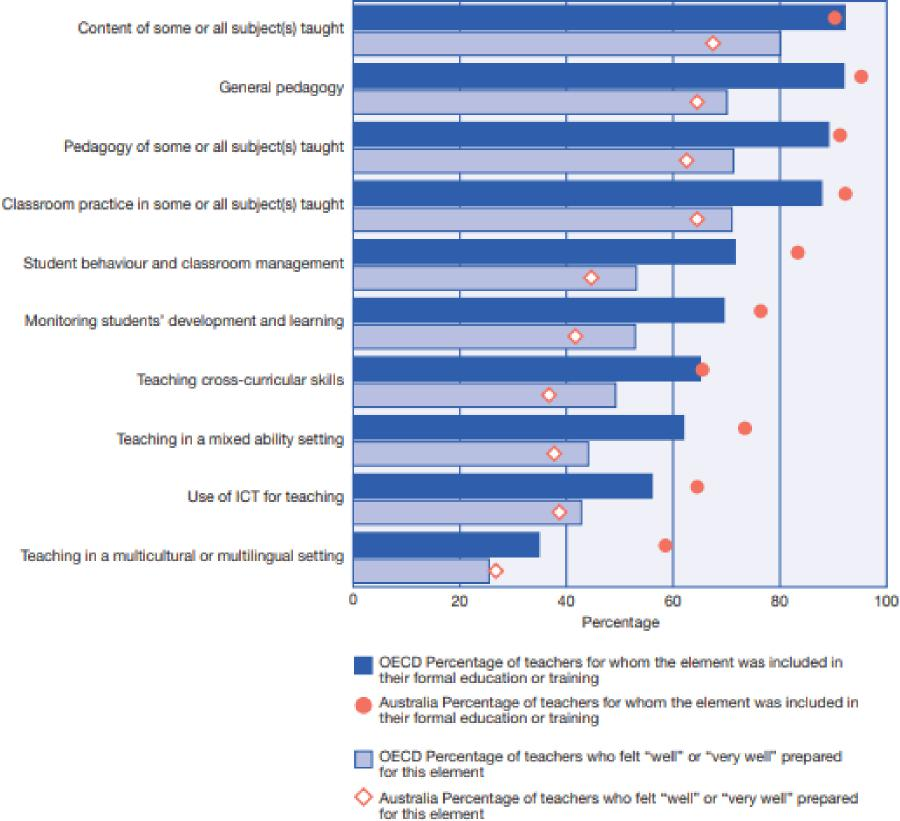 Content of some or all subject(s) taught
General pedagogy
Pedagogy of some or all subject(s) taught
Classroom practice in some or all subject(s) taught
Student behaviour and classroom management
Monitoring students' development and learning
Teaching cross-curricular skills
Teaching in a mixed ability setting
Use of ICT for teaching
Teaching in a multicultural or multilingual setting
0 20 40 60 80 100
Percentage
OECD Percentage of teachers for whom the element was included in
their formal education or training
Australia Percentage of teachers for whom the element was included in
their formal education or training
OECD Percentage of teachers who felt "well" or "very well" prepared
for this element
Australia Percentage of teachers who felt "well" or "very well" prepared
for this element